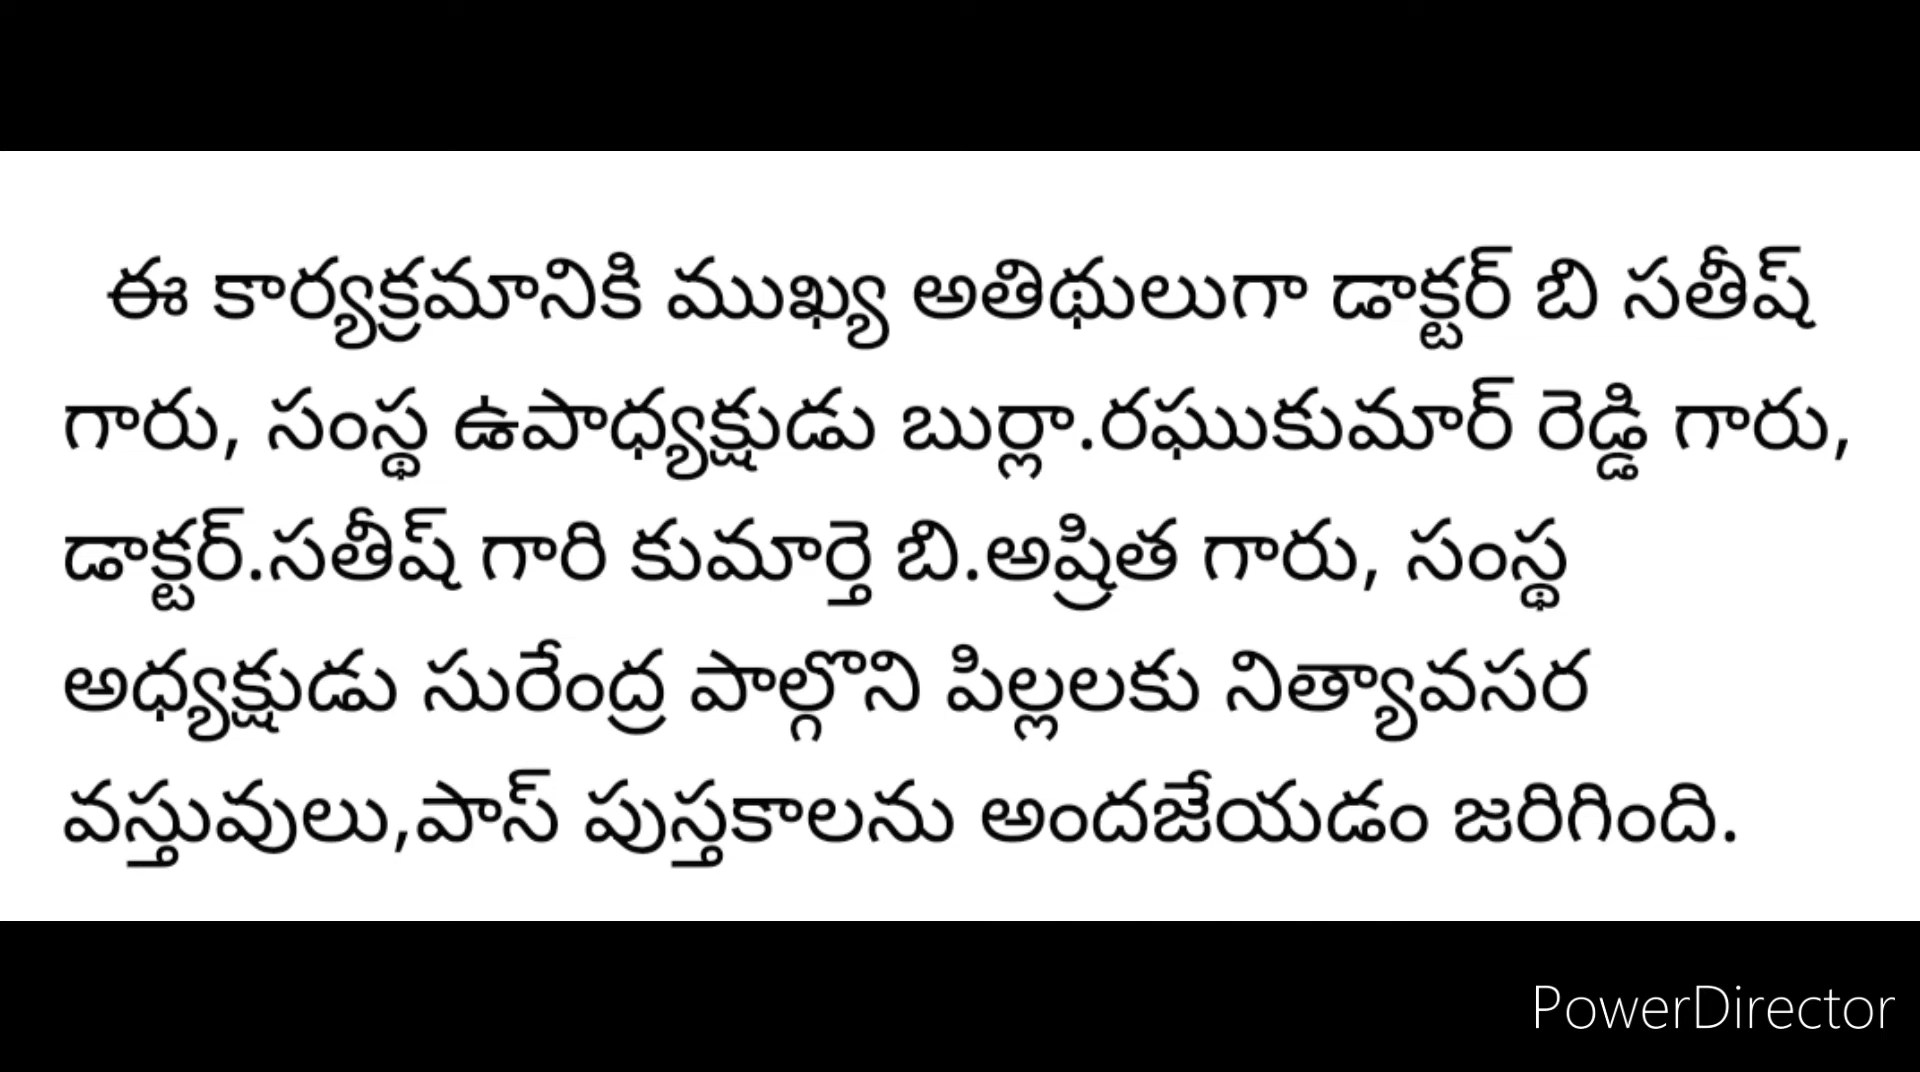 ఈ కార్యక్రమానికి ముఖ్య అతిథులుగా డాక్టర్ బి సతీష్
గారు, సంస్థ ఉపాధ్యక్షుడు బుర్లా.రఘుకుమార్ రెడ్డి గారు,
డాక్టర్.సతీష్ గారి కుమార్తె బి.అష్రిత గారు, సంస్థ
అధ్యక్షుడు సురేంద్ర పాల్గొని పిల్లలకు నిత్యావసర
వస్తువులు,పాస్ పుస్తకాలను అందజేయడం జరిగింది.
PowerDirector